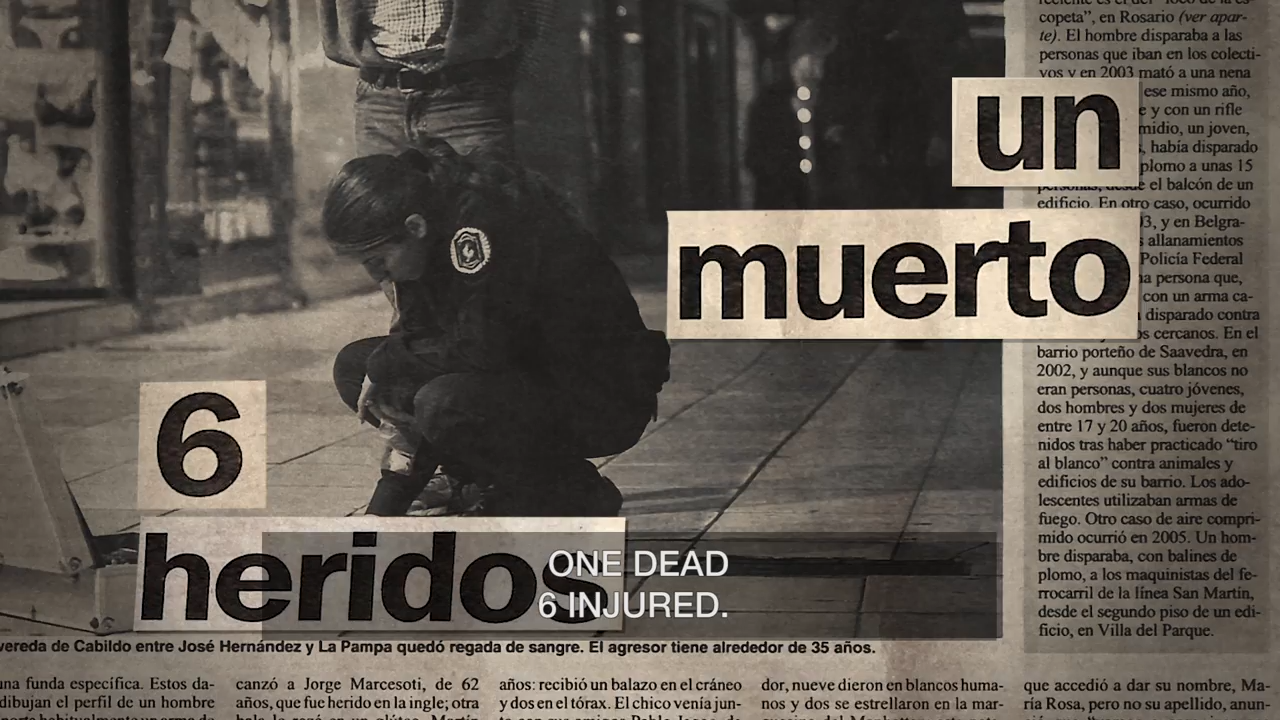 copeta”, en Rosario (ver apar-
te). El hombre disparaba a las
personas que iban en los colecti-
vos y en 2003 mató a una nena
ese mismo año,
e y con un rifle
midio, un joven,
, había disparado
plomo a unas 15
personas, desde el balcón de un
edificio. En otro caso, ocurrido
03, y en Belgra-
s allanamientos
Policía Federal
na persona que,
con un arma ca-
disparado contra
os cercanos. En el
barrio porteño de Saavedra, en
2002, y aunque sus blancos no
eran personas, cuatro jóvenes,
dos hombres y dos mujeres de
entre 17 y 20 años, fueron dete-
nidos tras haber practicado “tiro
al blanco” contra animales y
edificios de su barrio. Los ado-
lescentes utilizaban armas de
fuego. Otro caso de aire compri-
mido ocurrió en 2005. Un hom-
bre disparaba, con balines de
plomo, a los maquinistas del fe-
rrocarril de la línea San Martín,
desde el segundo piso de un edi-
ficio, en Villa del Parque.
un
muerto
6
heridos
ONE DEAD
6 INJURED.
vereda de Cabildo entre José Hernández y La Pampa quedó regada de sangre. El agresor tiene alrededor de 35 años.
una funda específica. Estos da-
dibujan el perfil de un hombre
canzó a Jorge Marcesoti, de 62
años, que fue herido en la ingle; otra
años: recibió un balazo en el cráneo
y dos en el tórax. El chico venía jun-
dor, nueve dieron en blancos huma-
nos y dos se estrellaron en la mar-
que accedió a dar su nombre, Ma-
ría Rosa, pero no su apellido, anun-